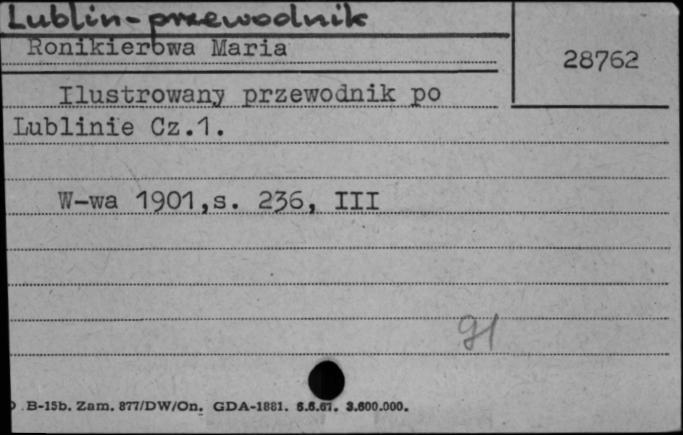 Lublin-przewodnik
Ronikierowa Maria
28762
Ilustrowany przewodnik po
Lublinie Cz.1.
W-wa 1901,s. 236, III
91
B-15b. Zam. 877/DW/On. GDA-1881. 6.6.61. 3.600.000.